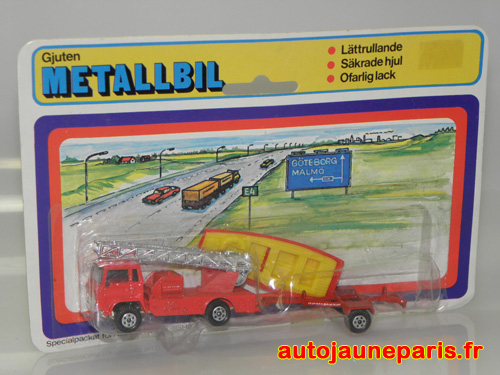 Gjuten
METALLBIL
Lättrullande
Säkrade hjul
Ofarlig lack
GÖTEBORG
MALMÖ
E4
autojauneparis.fr